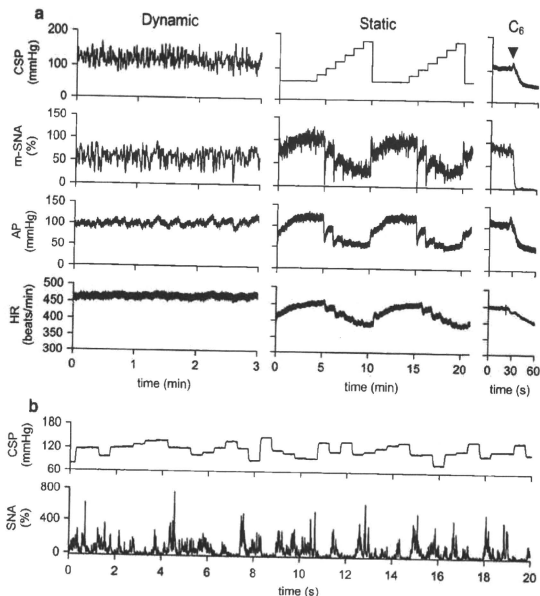 a
Dynamic
Static
C6
CSP
(mmHg)
200
100
0
m-SNA
(%)
150
100
50
0
AP
(mmHg)
200
150
100
50
0
HR
(beats/min)
500
450
400
350
300
0 1 2 3
time (min)
0 5 10 15 20
time (min)
0 30 60
time (s)
b
CSP
(mmHg)
180
120
60
SNA
(%)
800
400
0
0 2 4 6 8 10 12 14 16 18 20
time (s)